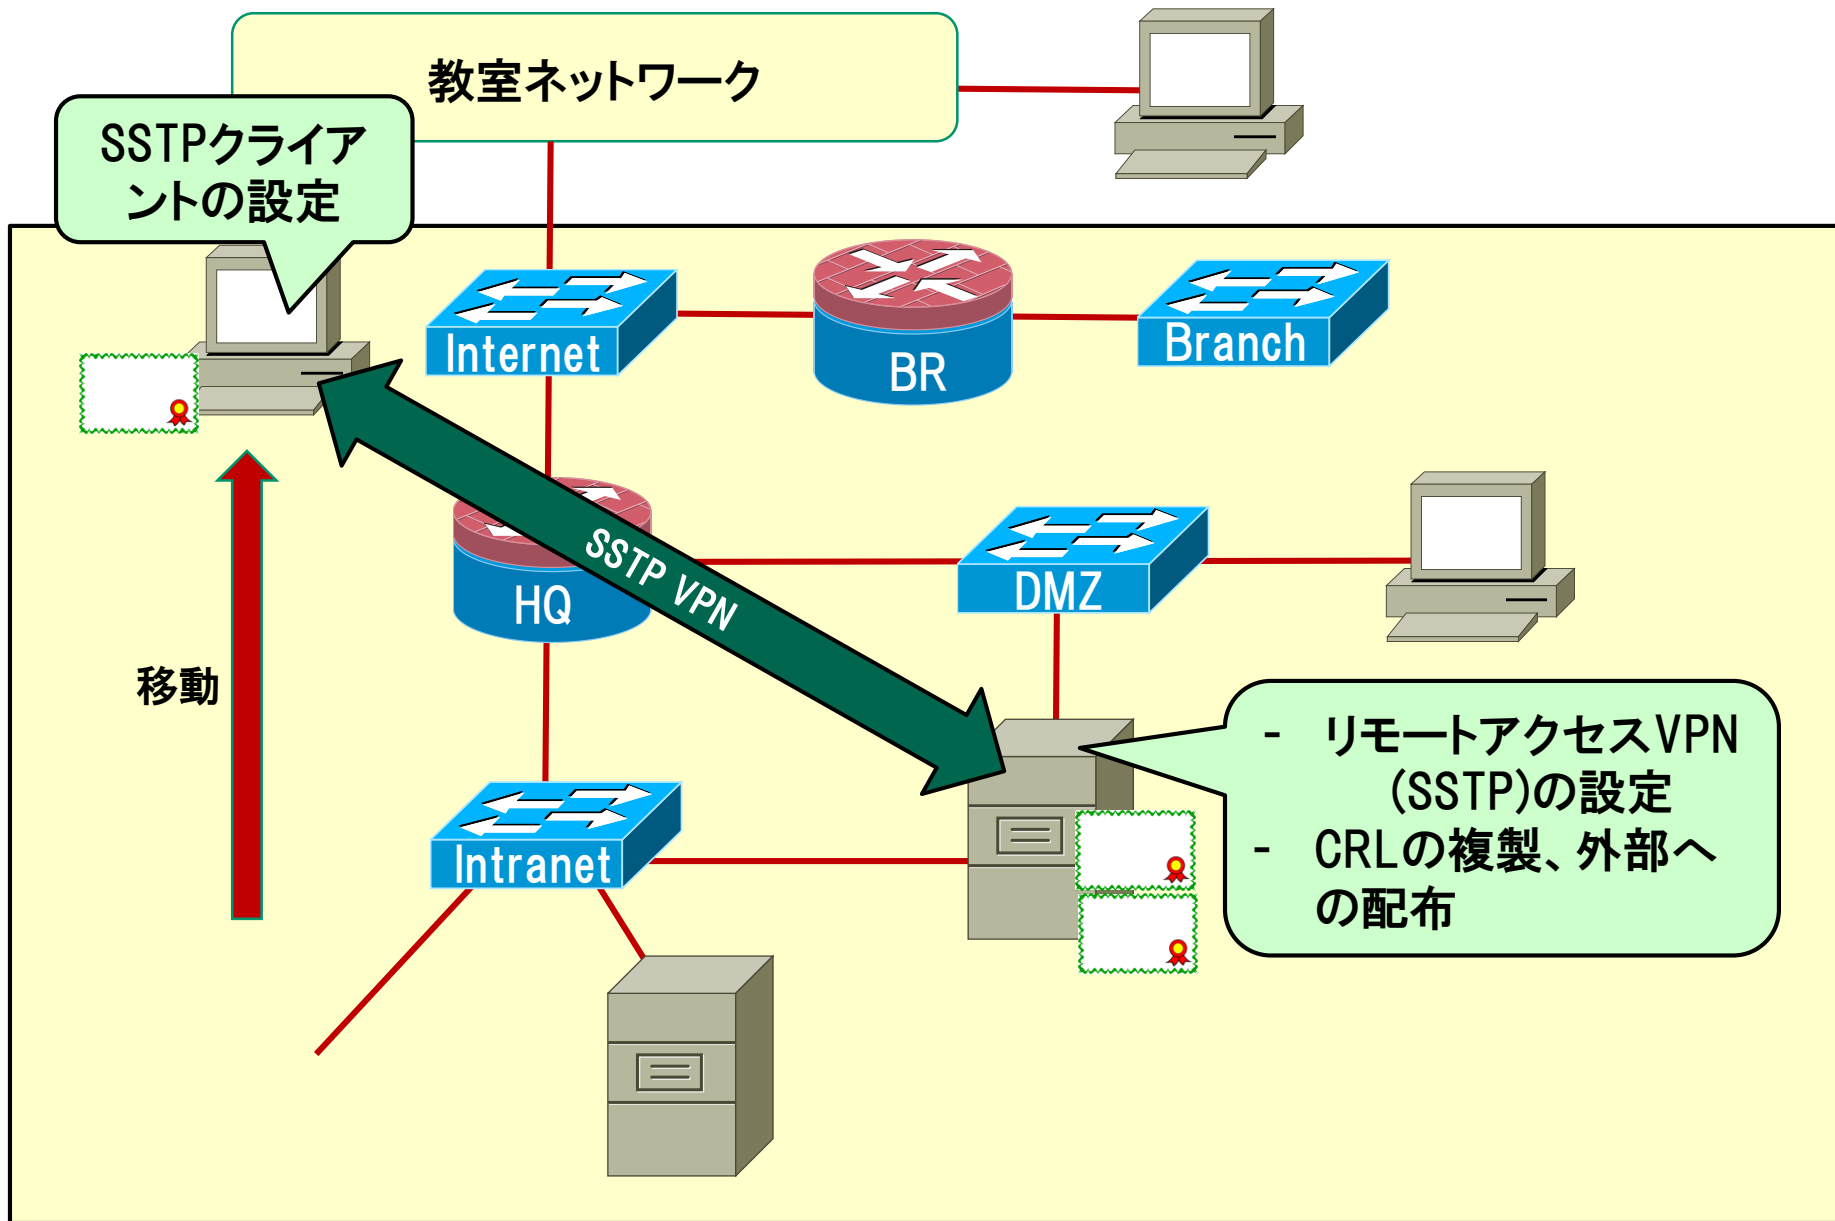 教室ネットワーク
SSTPクライア
ントの設定
Internet
BR
Branch
SSTP VPN
HQ
DMZ
移動
- リモートアクセスVPN
(SSTP)の設定
- CRLの複製、外部へ
の配布
Intranet